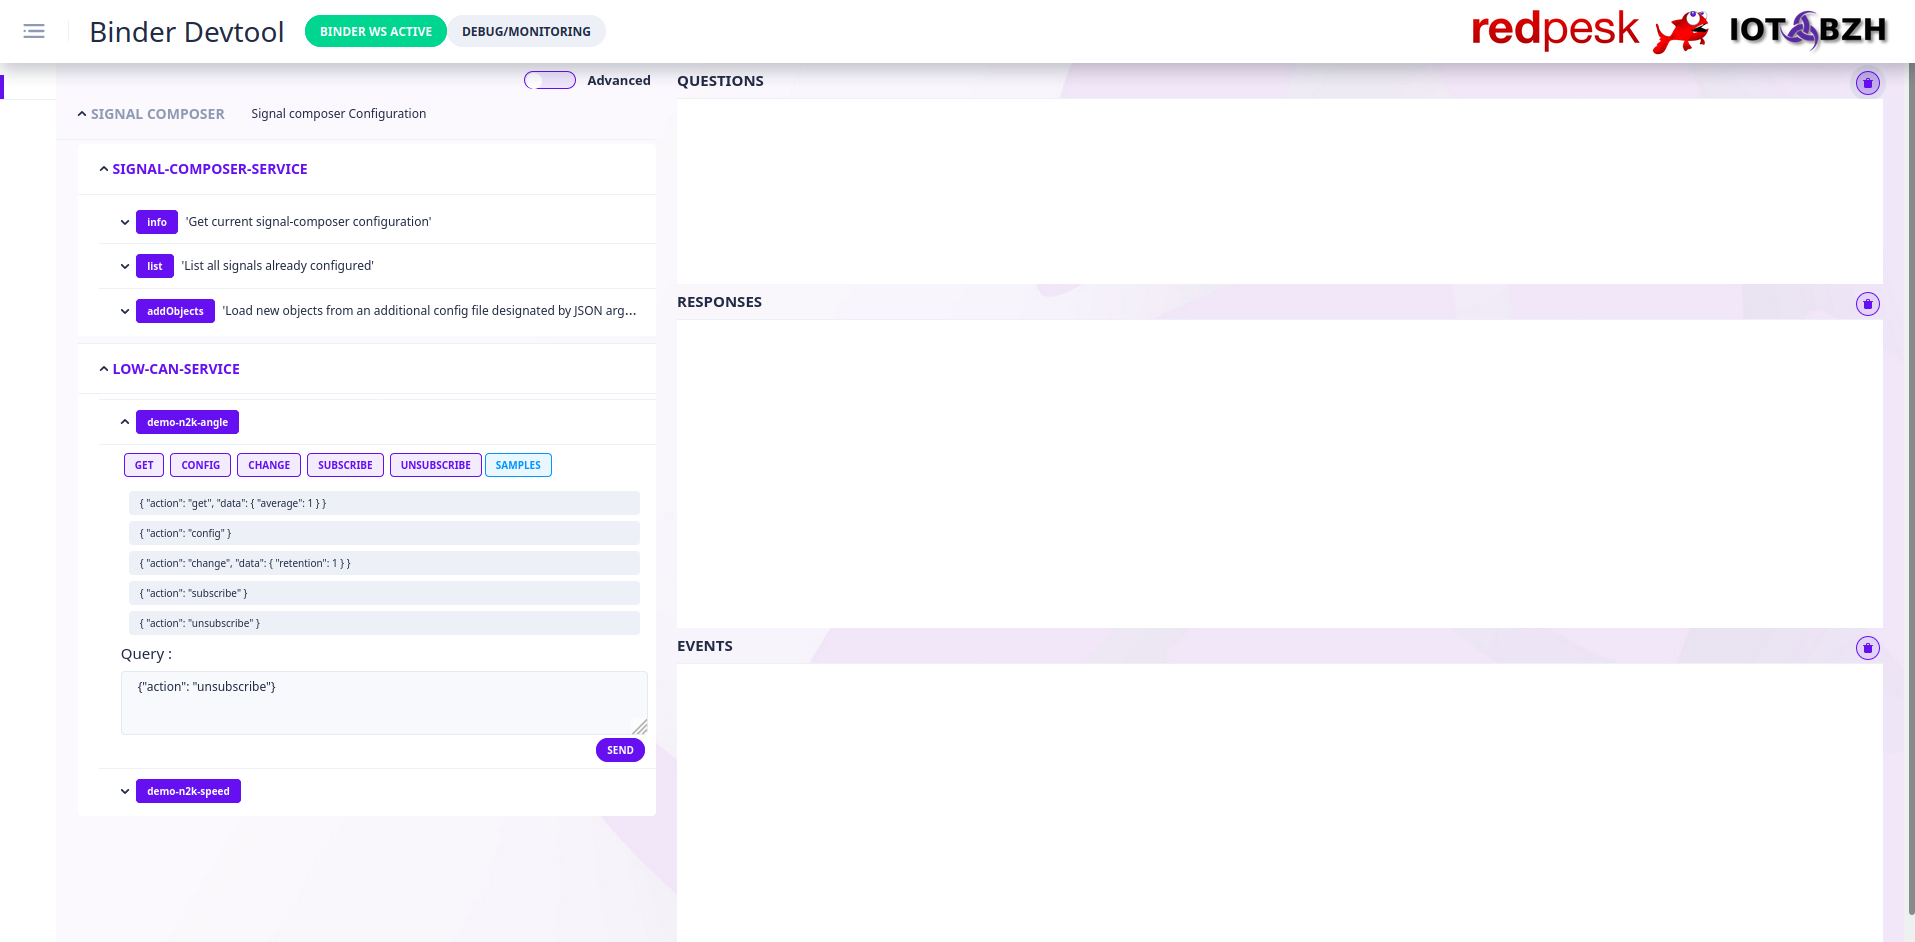 Binder Devtool
BINDER WS ACTIVE
DEBUG/MONITORING
redpesk
IOT BZH
Advanced
SIGNAL COMPOSER
Signal composer Configuration
SIGNAL-COMPOSER-SERVICE
info 'Get current signal-composer configuration'
list 'List all signals already configured'
addObjects 'Load new objects from an additional config file designated by JSON arg...
LOW-CAN-SERVICE
demo-n2k-angle
GET CONFIG CHANGE SUBSCRIBE UNSUBSCRIBE SAMPLES
{ "action": "get", "data": { "average": 1 } }
{ "action": "config" }
{ "action": "change", "data": { "retention": 1 } }
{ "action": "subscribe" }
{ "action": "unsubscribe" }
Query :
{"action": "unsubscribe"}
SEND
demo-n2k-speed
QUESTIONS
RESPONSES
EVENTS